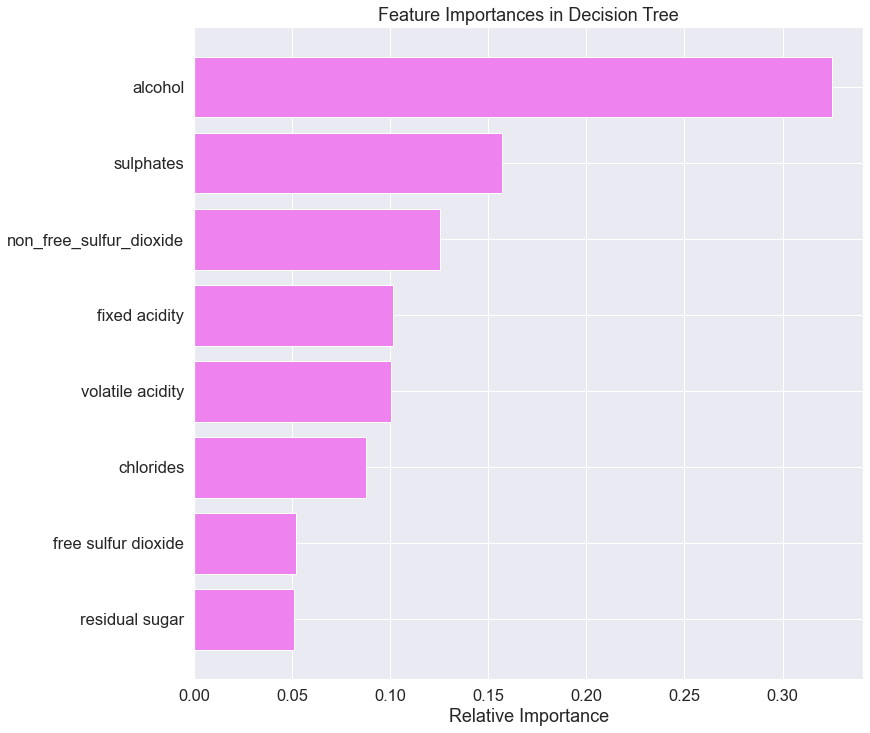 Feature Importances in Decision Tree
alcohol
sulphates
non_free_sulfur_dioxide
fixed acidity
volatile acidity
chlorides
free sulfur dioxide
residual sugar
0.00 0.05 0.10 0.15 0.20 0.25 0.30
Relative Importance